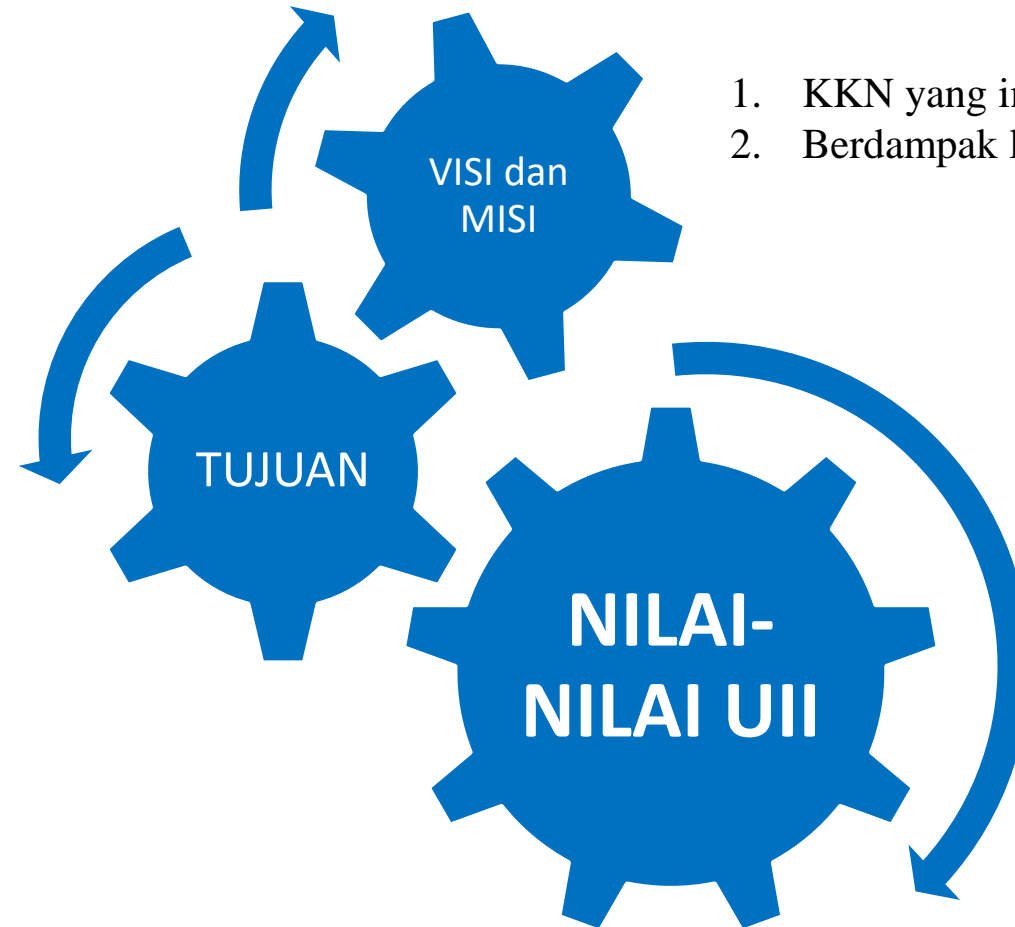 1. KKN yang
2. Berdampak
VISI dan
MISI
TUJUAN
NILAI-
NILAI UII